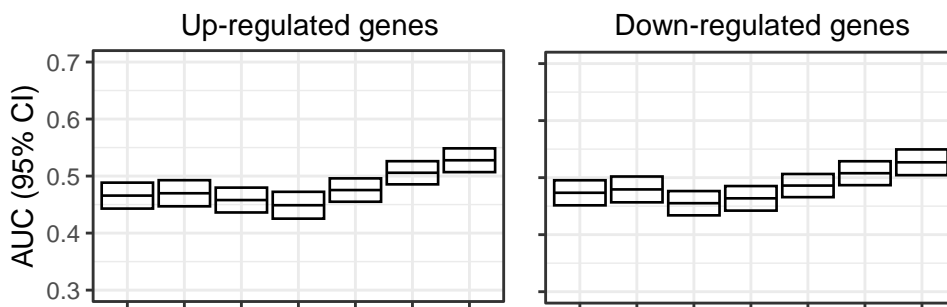 Up-regulated genes
Down-regulated genes
AUC (95% CI)
0.7
0.6
0.5
0.4
0.3